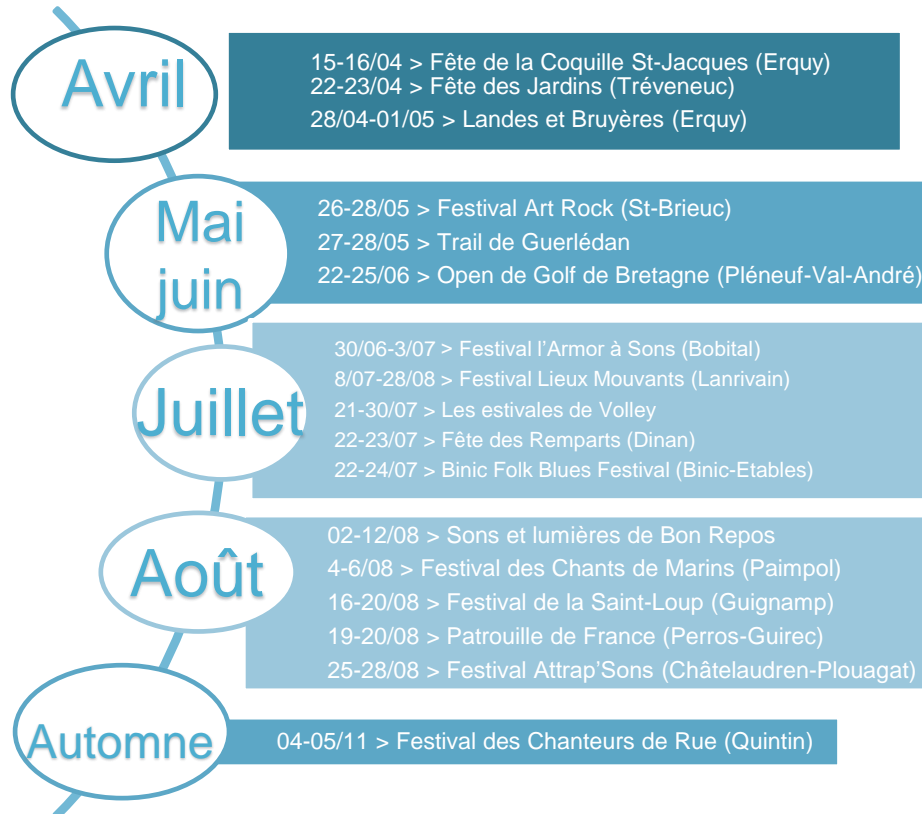 Avril
15-16/04 > Fête de la Coquille St-Jacques (Erquy)
22-23/04 > Fête des Jardins (Tréveneuc)
28/04-01/05 > Landes et Bruyères (Erquy)
Mai
juin
26-28/05 > Festival Art Rock (St-Brieuc)
27-28/05 > Trail de Guerlédan
22-25/06 > Open de Golf de Bretagne (Pléneuf-Val-André)
Juillet
30/06-3/07 > Festival l’Armor à Sons (Bobital)
8/07-28/08 > Festival Lieux Mouvants (Lanrivain)
21-30/07 > Les estivales de Volley
22-23/07 > Fête des Remparts (Dinan)
22-24/07 > Binic Folk Blues Festival (Binic-Etables)
Août
02-12/08 > Sons et lumières de Bon Repos
4-6/08 > Festival des Chants de Marins (Paimpol)
16-20/08 > Festival de la Saint-Loup (Guignamp)
19-20/08 > Patrouille de France (Perros-Guirec)
25-28/08 > Festival Attrap’Sons (Châtelaudren-Plouagat)
Automne
04-05/11 > Festival des Chanteurs de Rue (Quintin)